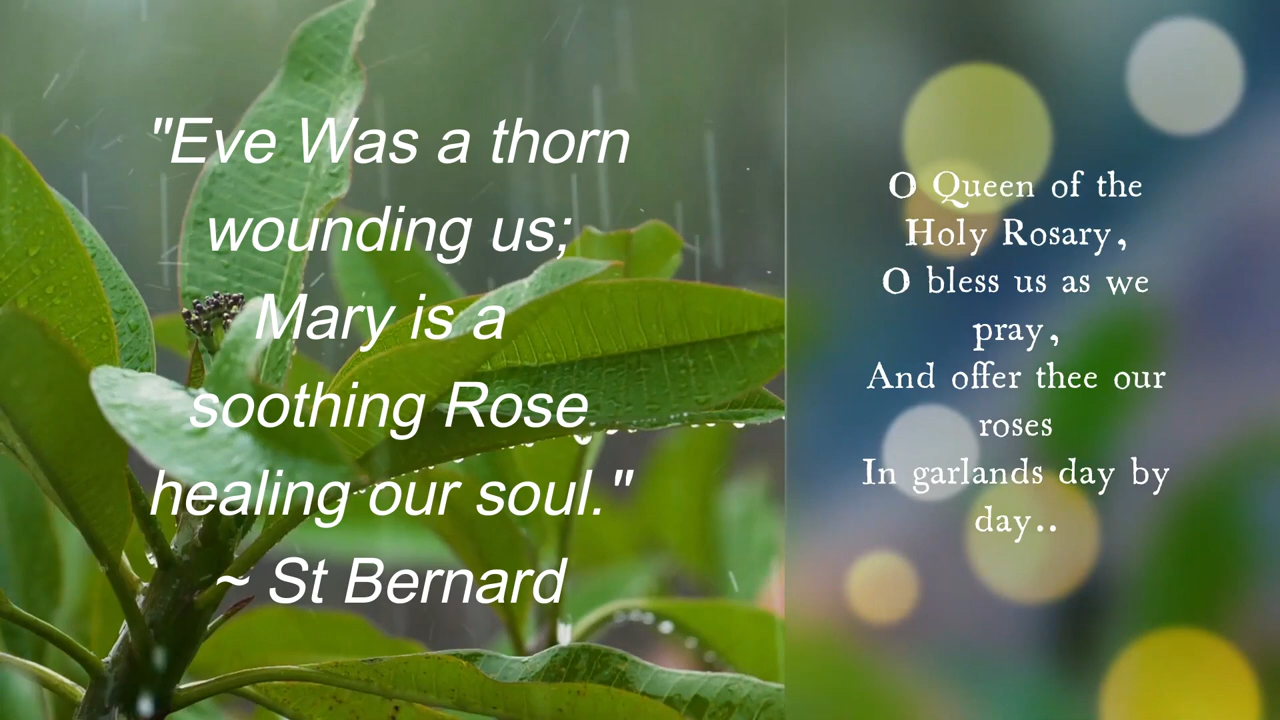 "Eve Was a thorn
wounding us;
Mary is a
soothing Rose
healing our soul."
~ St Bernard
O Queen of the
Holy Rosary,
O bless us as we
pray,
And offer thee our
roses
In garlands day by
day..